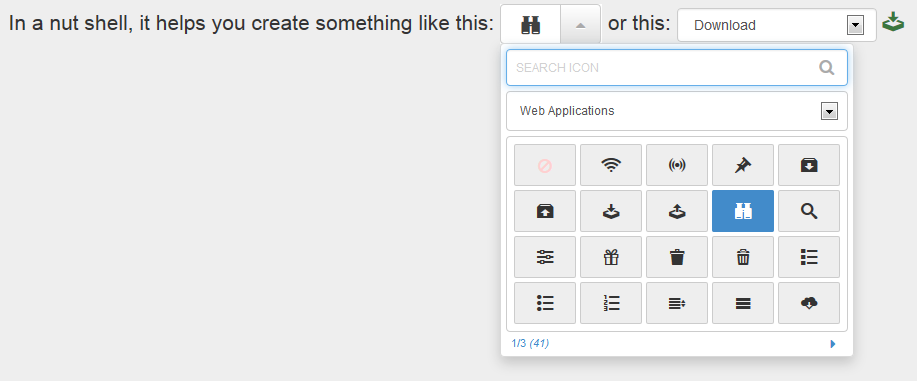 In a nut shell, it helps you create something like this: or this: Download
SEARCH ICON
Web Applications
1/3 (41)